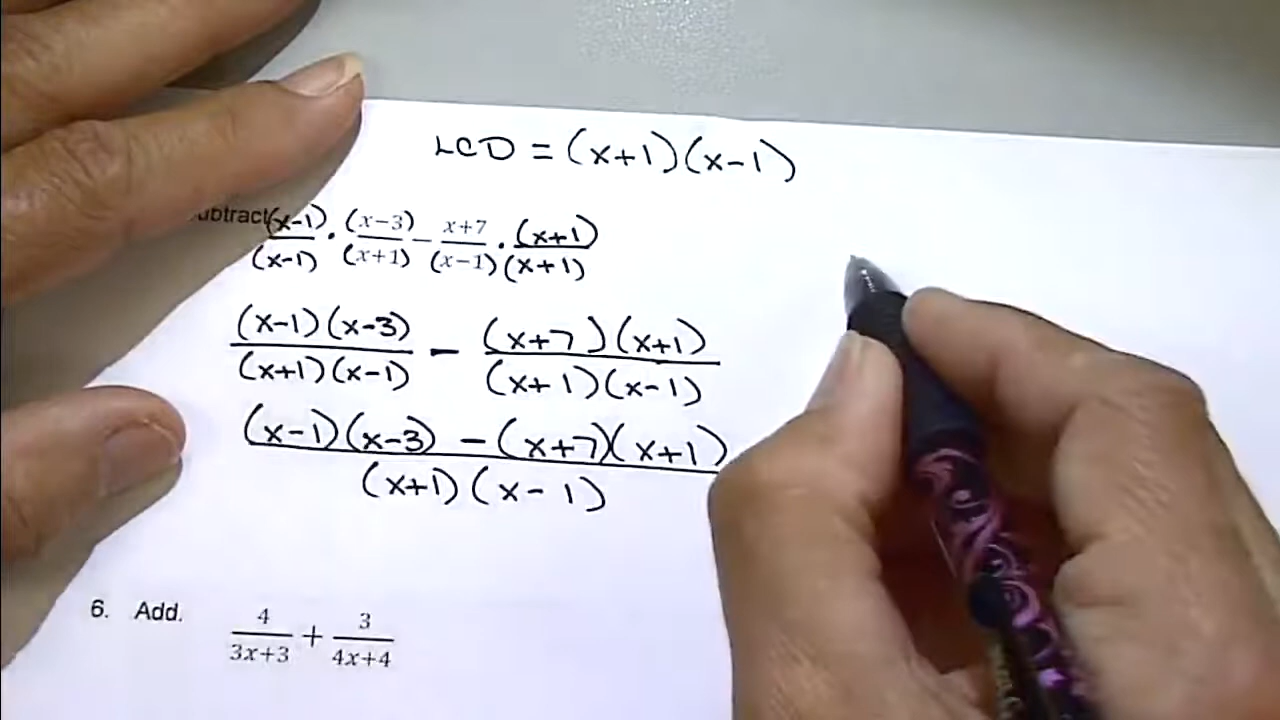 LCD = (x+1)(x-1)
ubtract (x-1)/(x-1) · (x-3)/(x+1) - x+7/(x-1) · (x+1)/(x+1)
(x-1)(x-3)/(x+1)(x-1) - (x+7)(x+1)/(x+1)(x-1)
(x-1)(x-3) - (x+7)(x+1)/(x+1)(x-1)
6. Add. 4/3x+3 + 3/4x+4